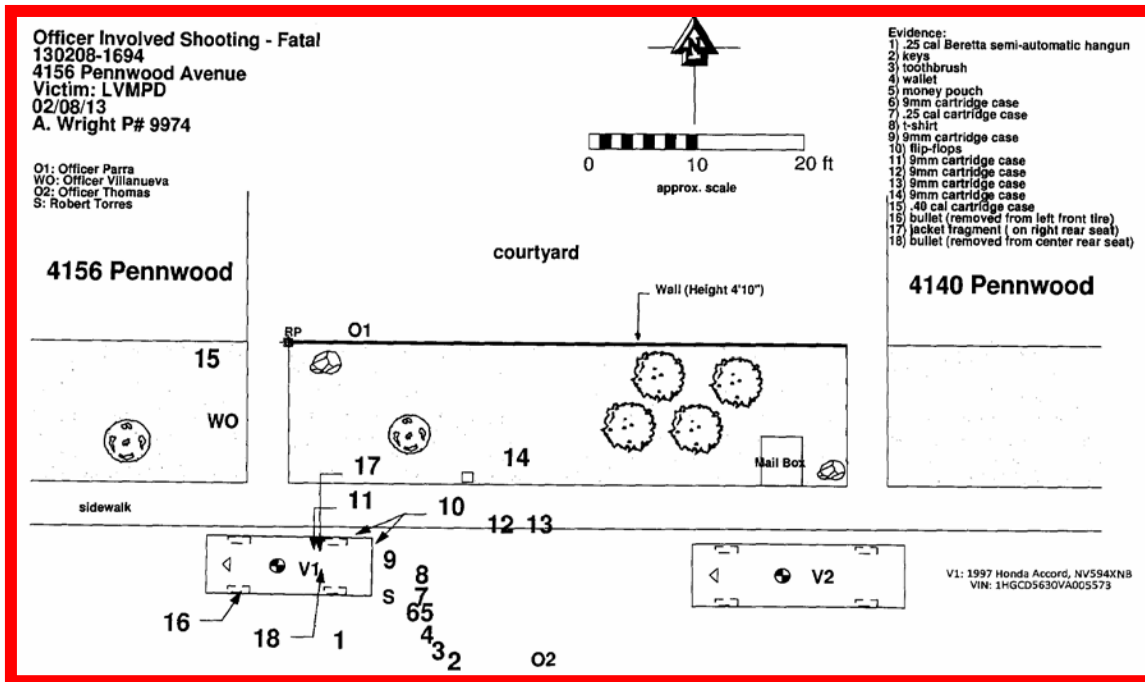 Officer Involved Shooting - Fatal
130208-1694
4156 Pennwood Avenue
Victim: LVMPD
02/08/13
A. Wright P# 9974
O1: Officer Parra
WO: Officer Villanueva
O2: Officer Thomas
S: Robert Torres
N
0 10 20 ft
approx. scale
Evidence:
1) .25 cal Beretta semi-automatic hangun
2) keys
3) toothbrush
4) wallet
5) money pouch
6) 9mm cartridge case
7) .25 cal cartridge case
8) t-shirt
9) 9mm cartridge case
10) flip-flops
11) 9mm cartridge case
12) 9mm cartridge case
13) 9mm cartridge case
14) 9mm cartridge case
15) .40 cal cartridge case
16) bullet (removed from left front tire)
17) jacket fragment ( on right rear seat)
18) bullet (removed from center rear seat)
courtyard
4156 Pennwood
4140 Pennwood
Wall (Height 4'10")
RP
O1
15
WO
17
14
Mail Box
11
10
sidewalk
12 13
9
V1
8
7
S
65
16
18
1
4
3
2
O2
V2
V1: 1997 Honda Accord, NV594XNB
VIN: 1HGCD5630VA005573